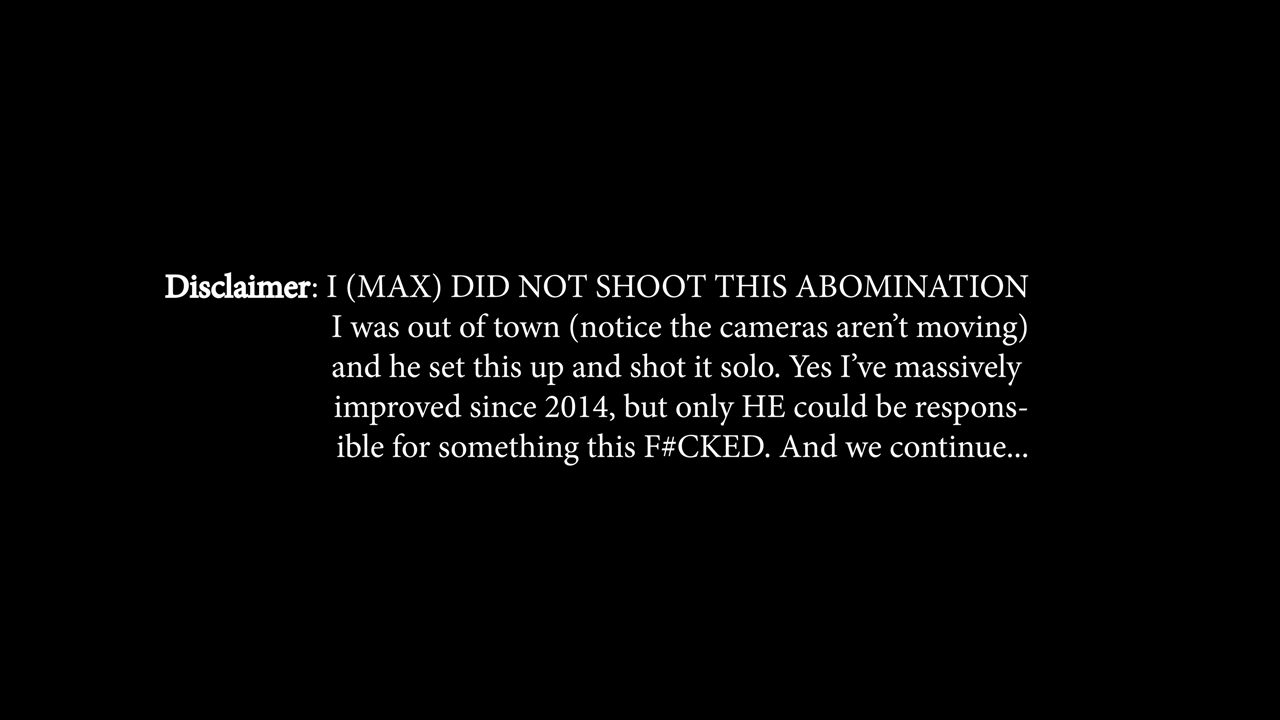 Disclaimer: I (MAX) DID NOT SHOOT THIS ABOMINATION
I was out of town (notice the cameras aren’t moving)
and he set this up and shot it solo. Yes I’ve massively
improved since 2014, but only HE could be respons-
ible for something this F#CKED. And we continue...